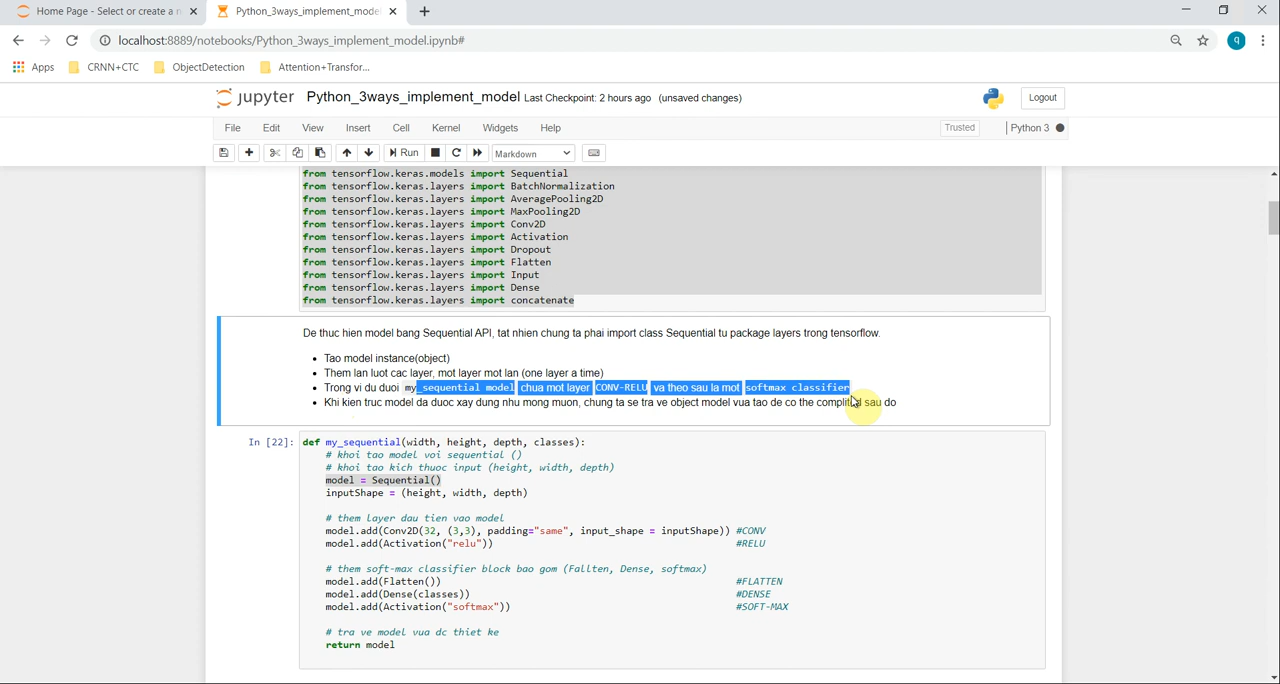 Home Page - Select or create a n
Python_3ways_implement_mode
localhost:8889/notebooks/Python_3ways_implement_model.ipynb#
q
Apps CRNN+CTC ObjectDetection Attention+Transfor...
jupyter Python_3ways_implement_model Last Checkpoint: 2 hours ago (unsaved changes) Logout
File Edit View Insert Cell Kernel Widgets Help Trusted Python 3
Run Markdown
from tensorflow.keras.models import Sequential
from tensorflow.keras.layers import BatchNormalization
from tensorflow.keras.layers import AveragePooling2D
from tensorflow.keras.layers import MaxPooling2D
from tensorflow.keras.layers import Conv2D
from tensorflow.keras.layers import Activation
from tensorflow.keras.layers import Dropout
from tensorflow.keras.layers import Flatten
from tensorflow.keras.layers import Input
from tensorflow.keras.layers import Dense
from tensorflow.keras.layers import concatenate
De thuc hien model bang Sequential API, tat nhien chung ta phai import class Sequential tu package layers trong tensorflow.
• Tao model instance(object)
• Them lan luot cac layer, mot layer mot lan (one layer a time)
• Trong vi du duoi my_sequential model chua mot layer CONV-RELU va theo sau la mot softmax classifier
• Khi kien truc model da duoc xay dung nhu mong muon, chung ta se tra ve object model vua tao de co the sau do
In [22]: def my_sequential(width, height, depth, classes):
# khoi tao model voi sequential ()
# khoi tao kich thuoc input (height, width, depth)
model = Sequential()
inputShape = (height, width, depth)
# them layer dau tien vao model
model.add(Conv2D(32, (3,3), padding="same", input_shape = inputShape)) #CONV
model.add(Activation("relu")) #RELU
# them soft-max classifier block bao gom (Fallten, Dense, softmax)
model.add(Flatten()) #FLATTEN
model.add(Dense(classes)) #DENSE
model.add(Activation("softmax")) #SOFT-MAX
# tra ve model vua dc thiet ke
return model